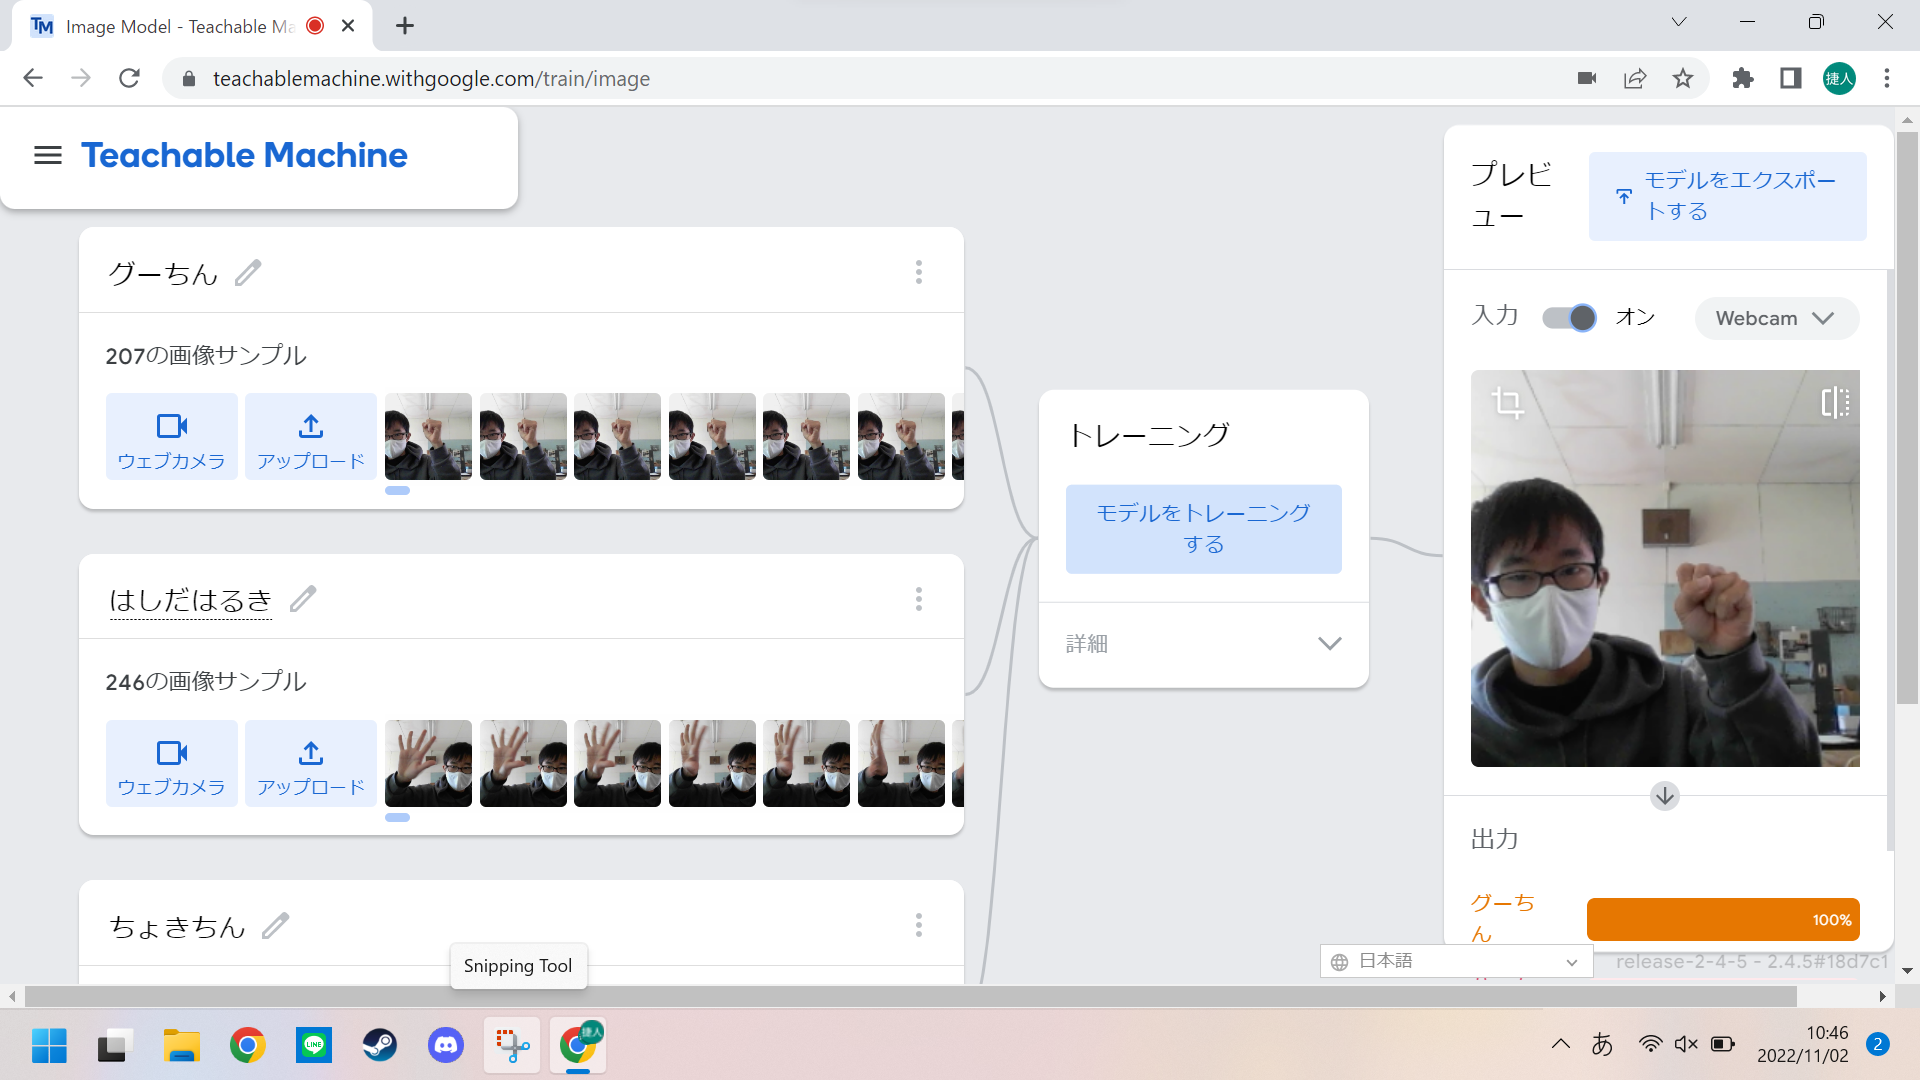 Image Model - Teachable Ma
teachablemachine.withgoogle.com/train/image
捷人
Teachable Machine
グーちん
207の画像サンプル
ウェブカメラ
アップロード
はしだはるき
246の画像サンプル
ウェブカメラ
アップロード
ちょきちん
トレーニング
モデルをトレーニング
する
詳細
プレビ
ュー
モデルをエクスポー
トする
入力
オン
Webcam
出力
グーち
ん
100%
日本語
release-2-4-5 - 2.4.5#18d7c1
Snipping Tool
LINE
捷人
あ
10:46
2022/11/02
2